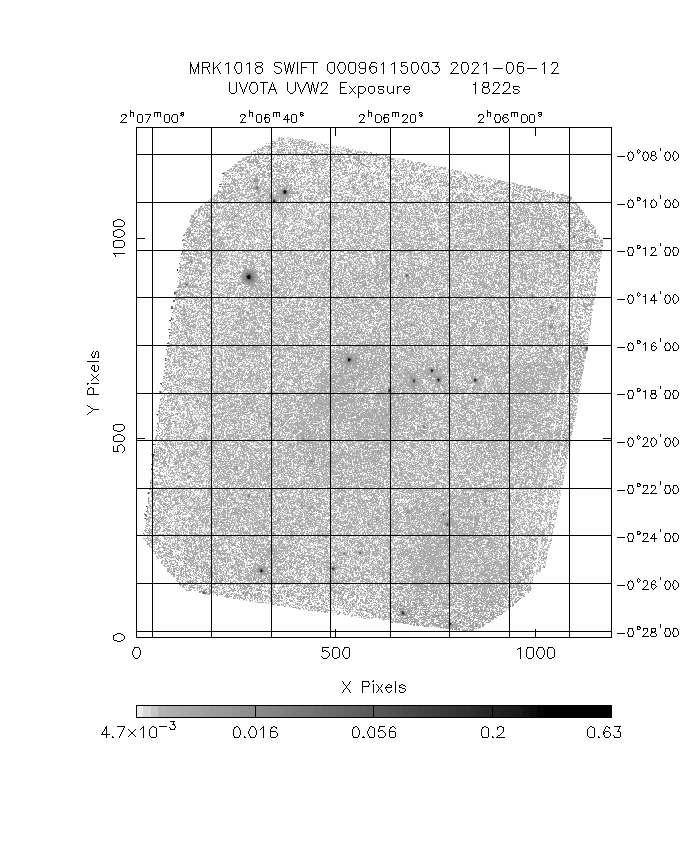 MRK1018 SWIFT 00096115003 2021-06-12
UVOTA UVW2 Exposure 1822s
2ʰ07ᵐ00ˢ 2ʰ06ᵐ40ˢ 2ʰ06ᵐ20ˢ 2ʰ06ᵐ00ˢ
-0°08'00
-0°10'00
-0°12'00
-0°14'00
-0°16'00
-0°18'00
-0°20'00
-0°22'00
-0°24'00
-0°26'00
-0°28'00
1000
500
0
Y Pixels
0 500 1000
X Pixels
4.7×10⁻³ 0.016 0.056 0.2 0.63